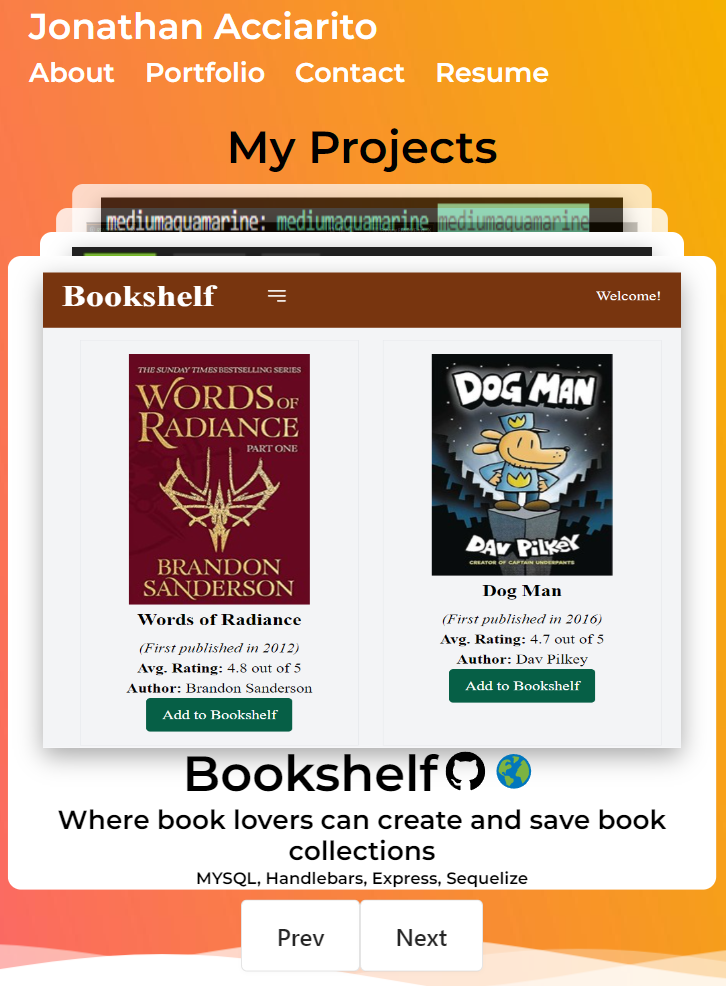 Jonathan Acciarito
About Portfolio Contact Resume
My Projects
mediumaquamarine: mediumaquamarine mediumaquamarine
Bookshelf Welcome!
THE SUNDAY TIMES BESTSELLING SERIES
WORDS OF
RADIANCE
PART ONE
BRANDON
SANDERSON
Words of Radiance
(First published in 2012)
Avg. Rating: 4.8 out of 5
Author: Brandon Sanderson
Add to Bookshelf
DOG MAN
DAV PILKEY
CREATOR OF CAPTAIN UNDERPANTS
Dog Man
(First published in 2016)
Avg. Rating: 4.7 out of 5
Author: Dav Pilkey
Add to Bookshelf
Bookshelf
Where book lovers can create and save book
collections
MYSQL, Handlebars, Express, Sequelize
Prev Next